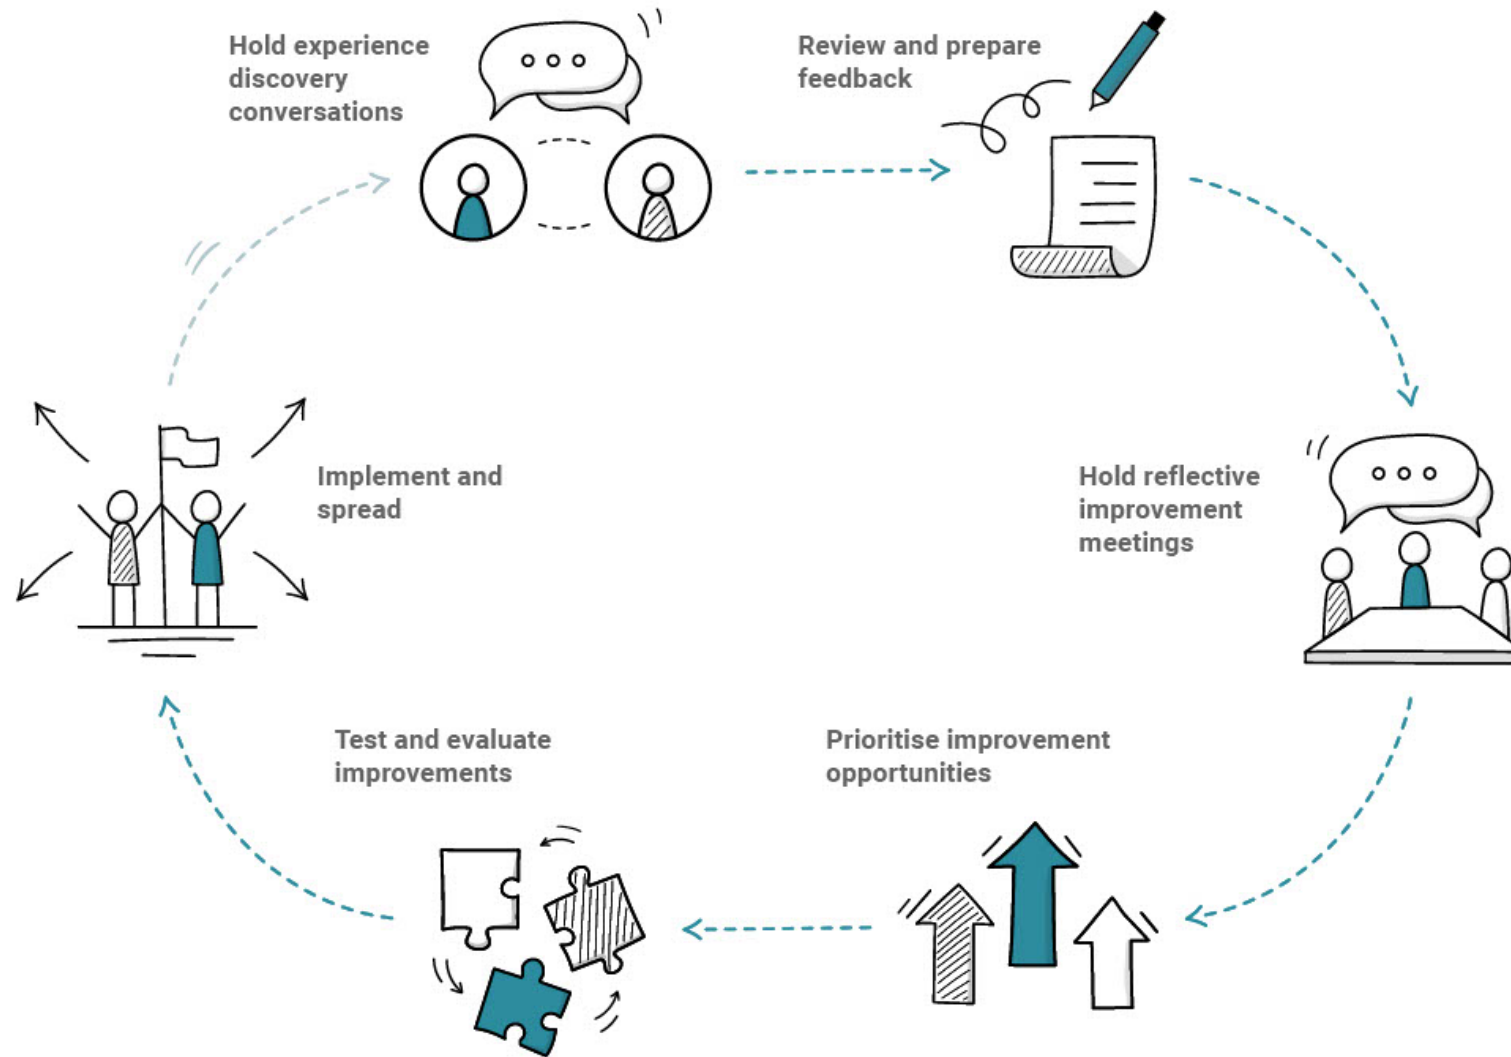 Hold experience
discovery
conversations
Review and prepare
feedback
Hold reflective
improvement
meetings
Prioritise improvement
opportunities
Test and evaluate
improvements
Implement and
spread